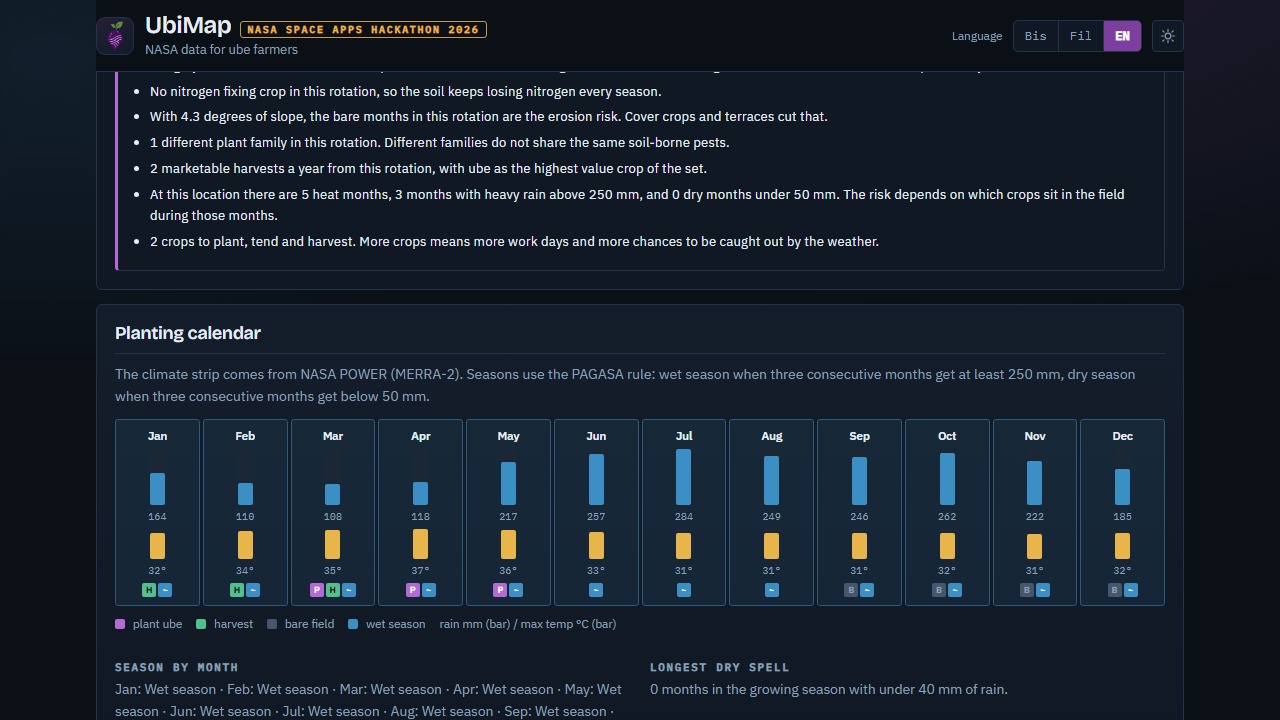 UbiMap NASA SPACE APPS HACKATHON 2026
NASA data for ube farmers
Language Bis Fil EN
No nitrogen fixing crop in this rotation, so the soil keeps losing nitrogen every season.
With 4.3 degrees of slope, the bare months in this rotation are the erosion risk. Cover crops and terraces cut that.
1 different plant family in this rotation. Different families do not share the same soil-borne pests.
2 marketable harvests a year from this rotation, with ube as the highest value crop of the set.
At this location there are 5 heat months, 3 months with heavy rain above 250 mm, and 0 dry months under 50 mm. The risk depends on which crops sit in the field
during those months.
2 crops to plant, tend and harvest. More crops means more work days and more chances to be caught out by the weather.
Planting calendar
The climate strip comes from NASA POWER (MERRA-2). Seasons use the PAGASA rule: wet season when three consecutive months get at least 250 mm, dry season
when three consecutive months get below 50 mm.
Jan Feb Mar Apr May Jun Jul Aug Sep Oct Nov Dec
164 110 108 118 217 257 284 249 246 262 222 185
32° 34° 35° 37° 36° 33° 31° 31° 31° 32° 31° 32°
H ~ H ~ P H ~ P ~ P ~ ~ ~ ~ B ~ B ~ B ~ B ~
plant ube harvest bare field wet season rain mm (bar) / max temp °C (bar)
SEASON BY MONTH
Jan: Wet season · Feb: Wet season · Mar: Wet season · Apr: Wet season · May: Wet
season · Jun: Wet season · Jul: Wet season · Aug: Wet season · Sep: Wet season ·
LONGEST DRY SPELL
0 months in the growing season with under 40 mm of rain.